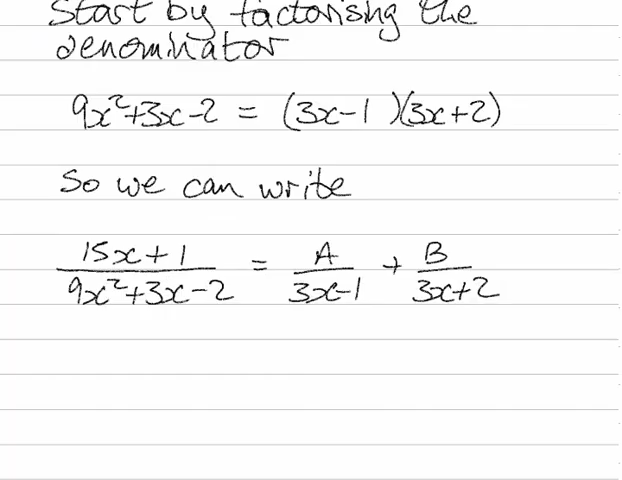 Start by factorising the
denominator
9x²+3x-2 = (3x-1)(3x+2)
So we can write
15x+1 / 9x²+3x-2 = A / 3x-1 + B / 3x+2